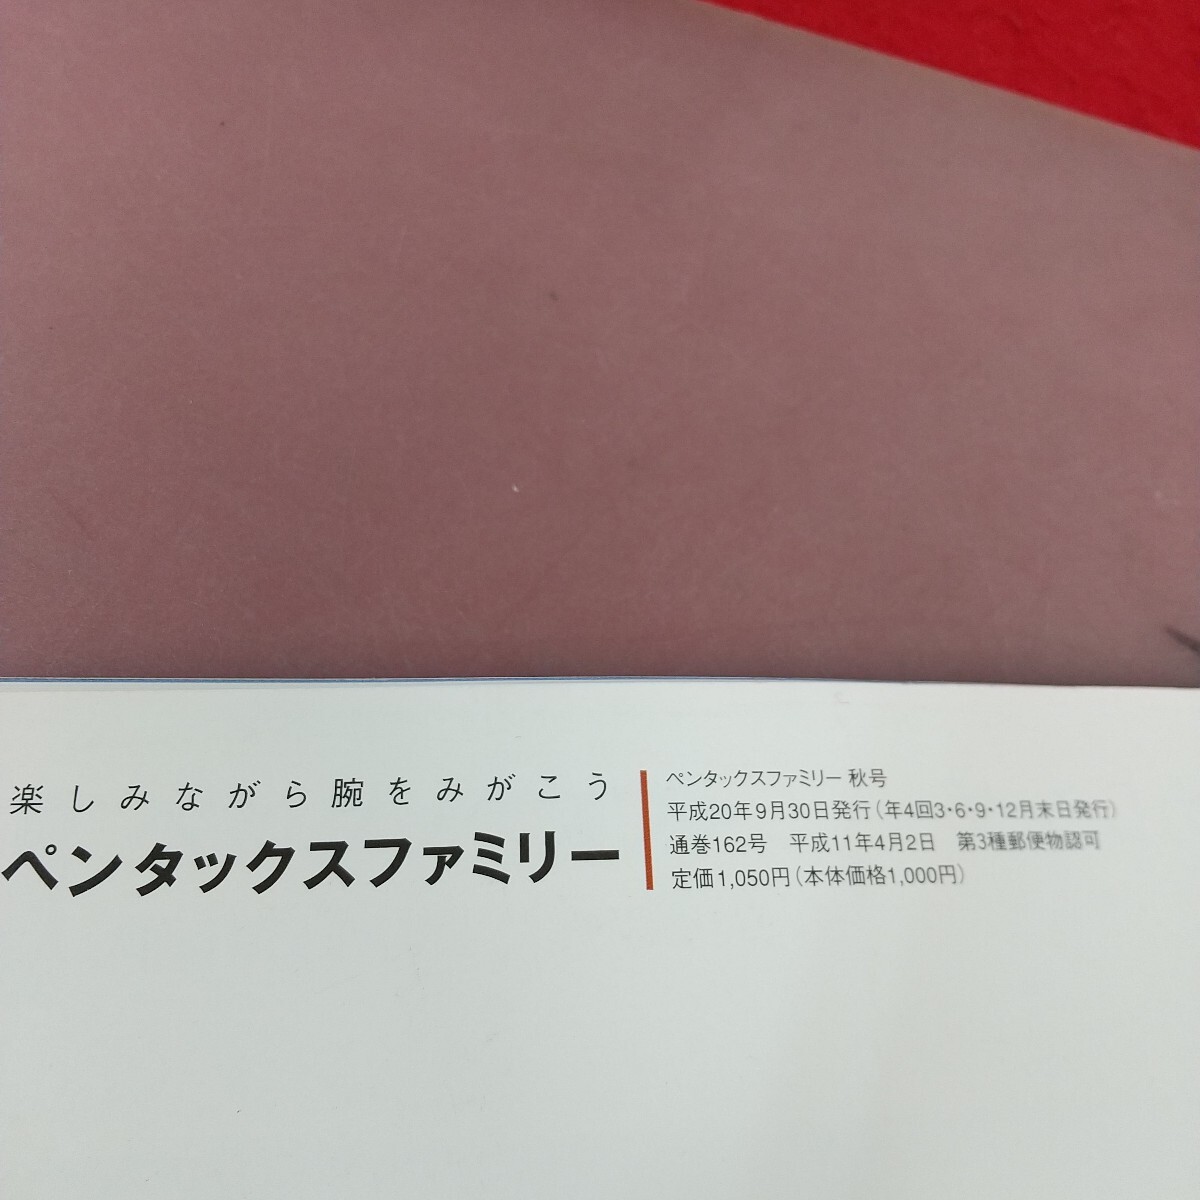 楽しみながら腕をみがこう
ペンタックスファミリー
ペンタックスファミリー 秋号
平成20年9月30日発行(年4回3・6・9・12月末日発行)
通巻162号　平成11年4月2日　第3種郵便物認可
定価1,050円(本体価格1,000円)